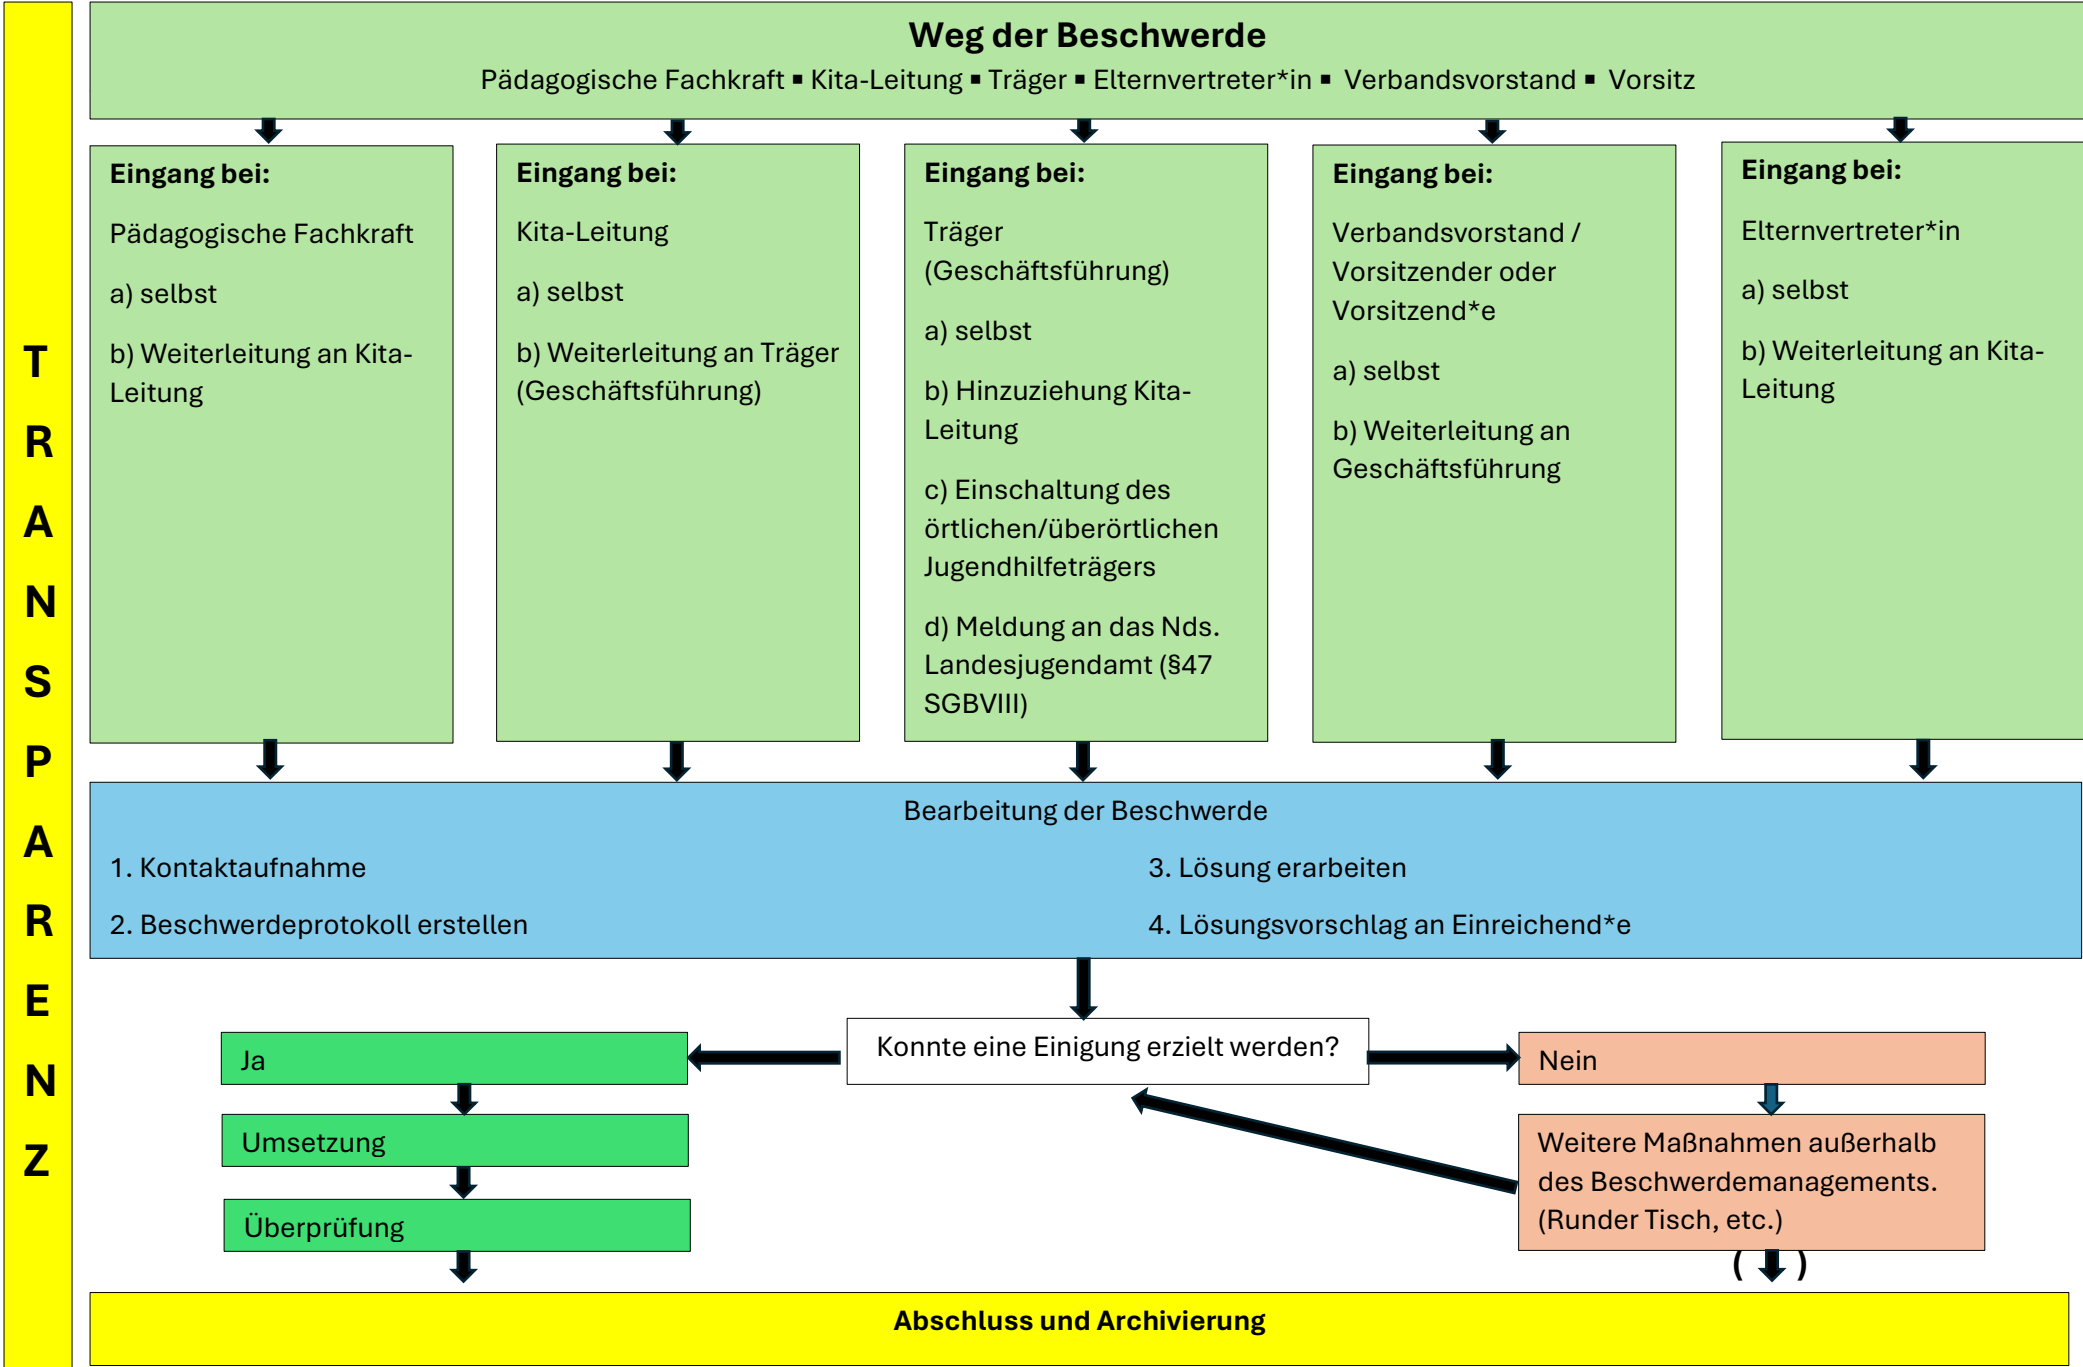 Weg der Beschwerde
Pädagogische Fachkraft ▪ Kita-Leitung ▪ Träger ▪ Elternvertreter*in ▪ Verbandsvorstand ▪ Vorsitz
Eingang bei:
Pädagogische Fachkraft
a) selbst
b) Weiterleitung an Kita-
Leitung
Eingang bei:
Kita-Leitung
a) selbst
b) Weiterleitung an Träger
(Geschäftsführung)
Eingang bei:
Träger
(Geschäftsführung)
a) selbst
b) Hinzuziehung Kita-
Leitung
c) Einschaltung des
örtlichen/überörtlichen
Jugendhilfeträgers
d) Meldung an das Nds.
Landesjugendamt (§47
SGBVIII)
Eingang bei:
Verbandsvorstand /
Vorsitzender oder
Vorsitzend*e
a) selbst
b) Weiterleitung an
Geschäftsführung
Eingang bei:
Elternvertreter*in
a) selbst
b) Weiterleitung an Kita-
Leitung
Bearbeitung der Beschwerde
1. Kontaktaufnahme
2. Beschwerdeprotokoll erstellen
3. Lösung erarbeiten
4. Lösungsvorschlag an Einreichend*e
Konnte eine Einigung erzielt werden?
Ja
Umsetzung
Überprüfung
Nein
Weitere Maßnahmen außerhalb
des Beschwerdemanagements.
(Runder Tisch, etc.)
( )
Abschluss und Archivierung
T
R
A
N
S
P
A
R
E
N
Z